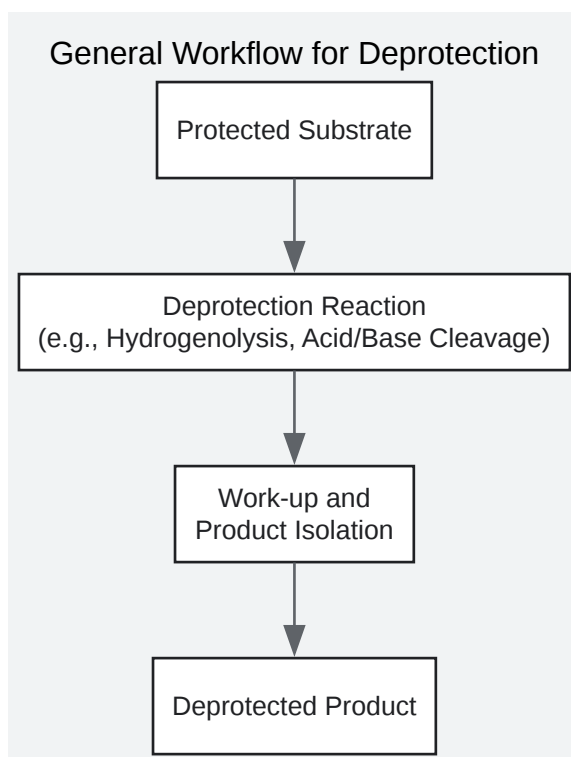 General Workflow for Deprotection
Protected Substrate
Deprotection Reaction
(e.g., Hydrogenolysis, Acid/Base Cleavage)
Work-up and
Product Isolation
Deprotected Product